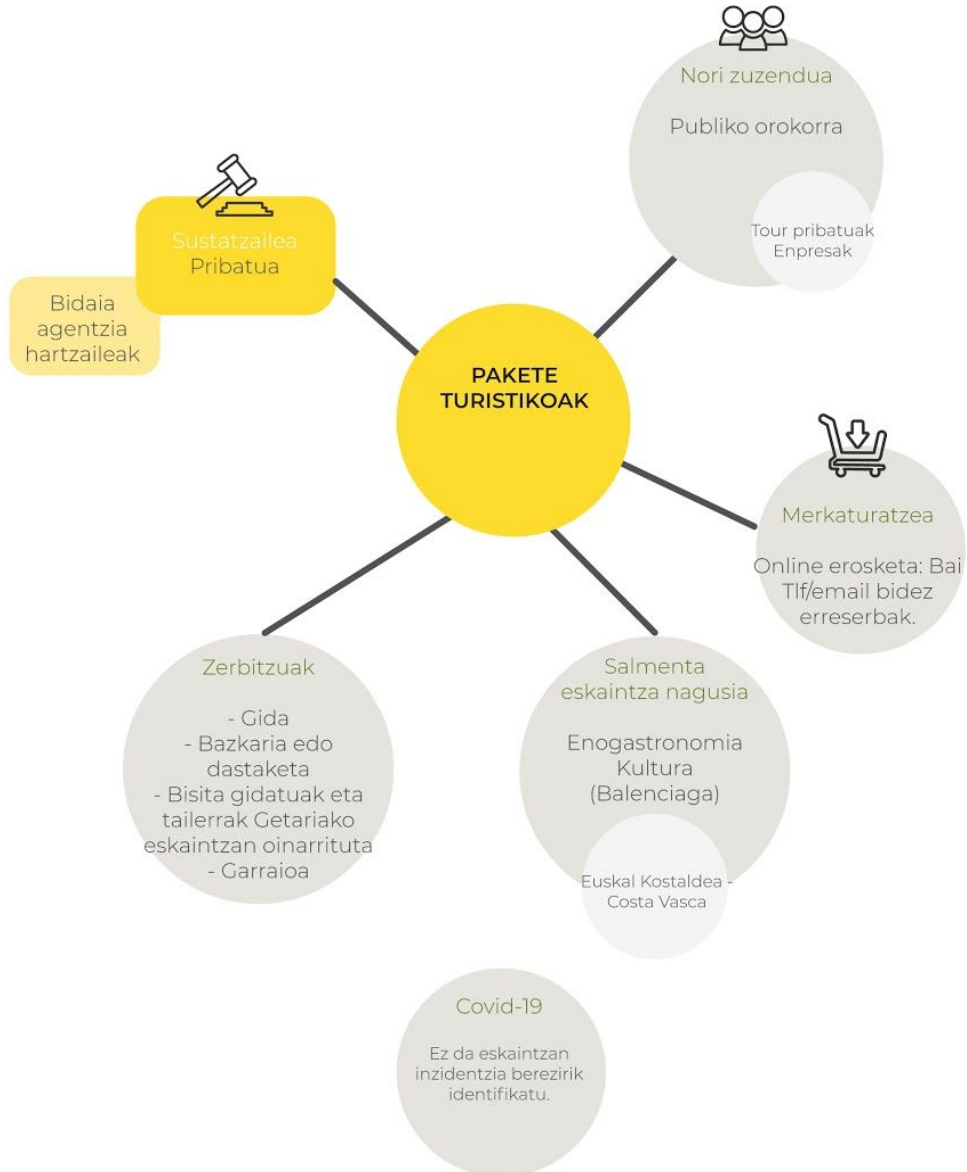 Nori zuzendua
Publiko orokorra
Tour pribatuak
Enpresak
Sustatzailea
Pribatua
Bidaia
agentzia
hartzaileak
PAKETE
TURISTIKOAK
Merkaturatzea
Online erosketa: Bai
Tlf/email bidez
erreserbak.
Zerbitzuak
- Gida
- Bazkaria edo
dastaketa
- Bisita gidatuak eta
tailerrak Getariako
eskaintzan oinarrituta
- Garraioa
Salmenta
eskaintza nagusia
Enogastronomia
Kultura
(Balenciaga)
Euskal Kostaldea -
Costa Vasca
Covid-19
Ez da eskaintzan
inzidentzia berezirik
identifikatu.